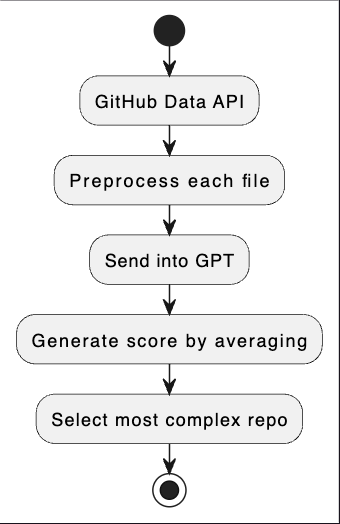 GitHub Data API
Preprocess each file
Send into GPT
Generate score by averaging
Select most complex repo